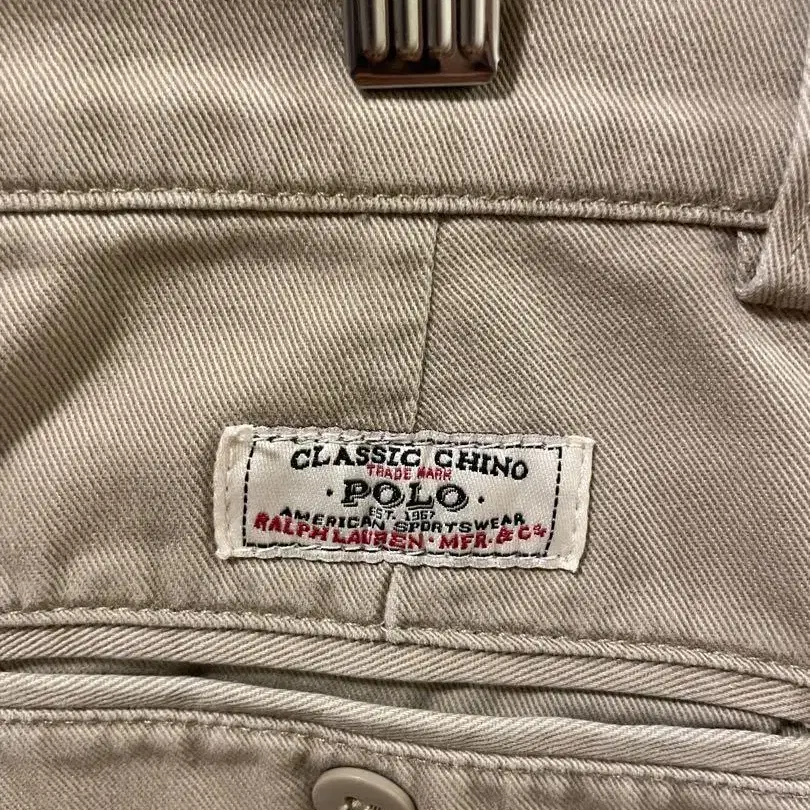 CLASSIC CHINO
TRADE MARK
· POLO ·
EST. 1967
AMERICAN SPORTSWEAR
RALPH LAUREN · MFR. & Co